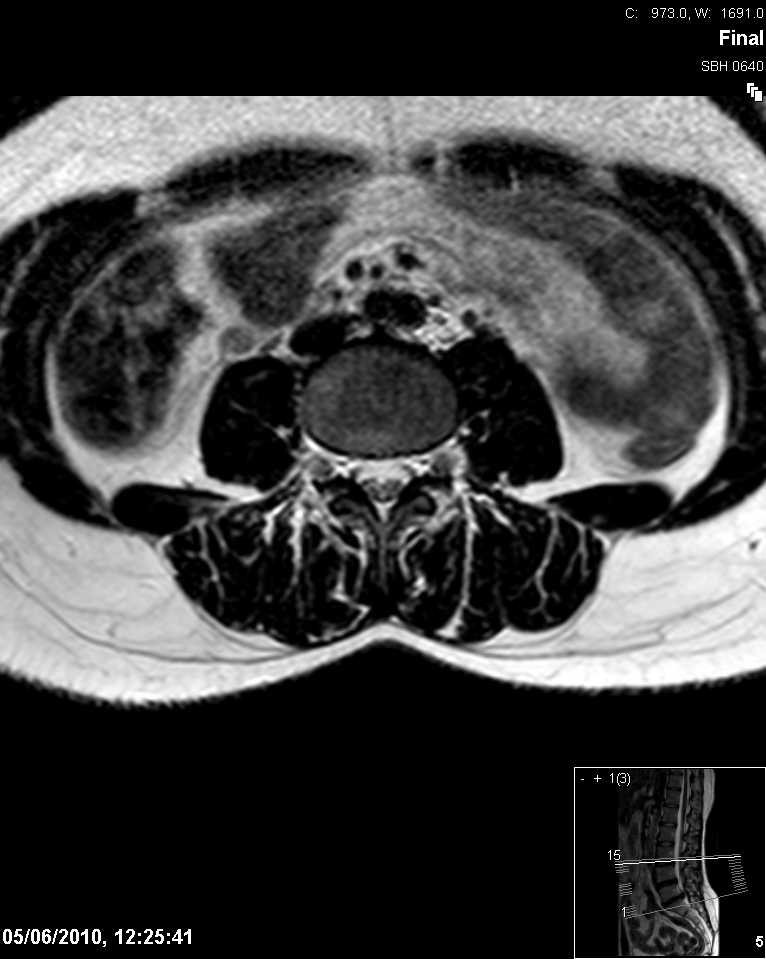 C: 973.0, W: 1691.0
Final
SBH 0640
- + 1(3)
15
1
05/06/2010, 12:25:41
5